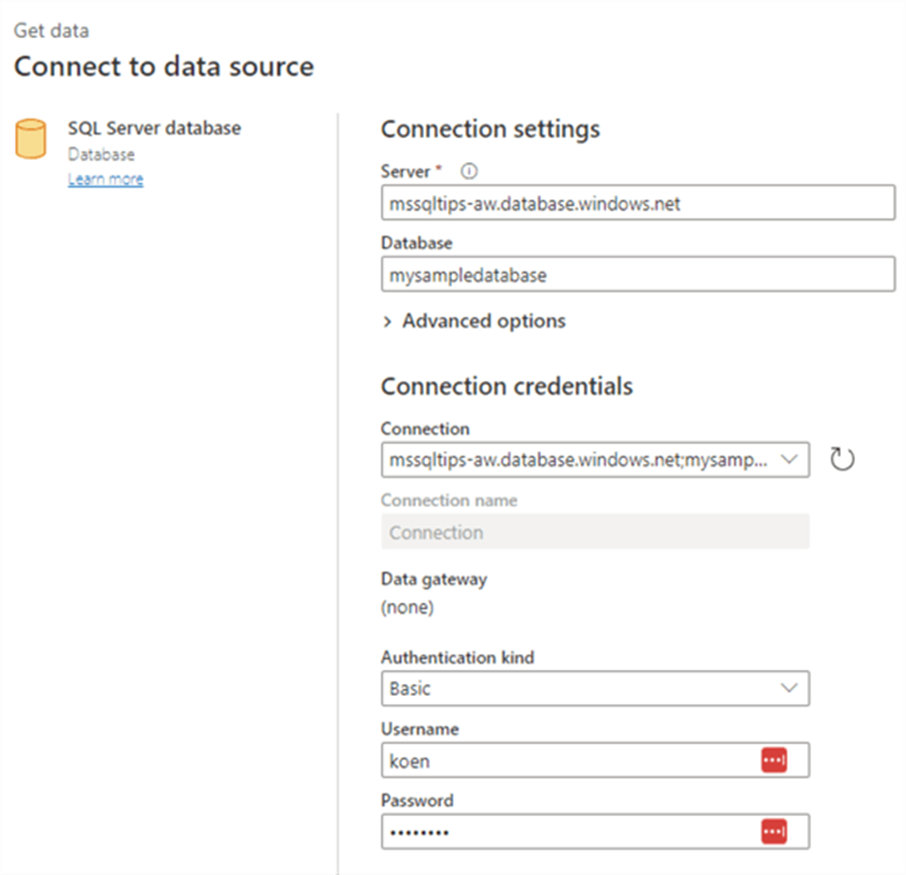 Get data
Connect to data source
SQL Server database
Database
Learn more
Connection settings
Server *
mssqltips-aw.database.windows.net
Database
mysampledatabase
Advanced options
Connection credentials
Connection
mssqltips-aw.database.windows.net;mysamp...
Connection name
Connection
Data gateway
(none)
Authentication kind
Basic
Username
koen
Password
••••••••